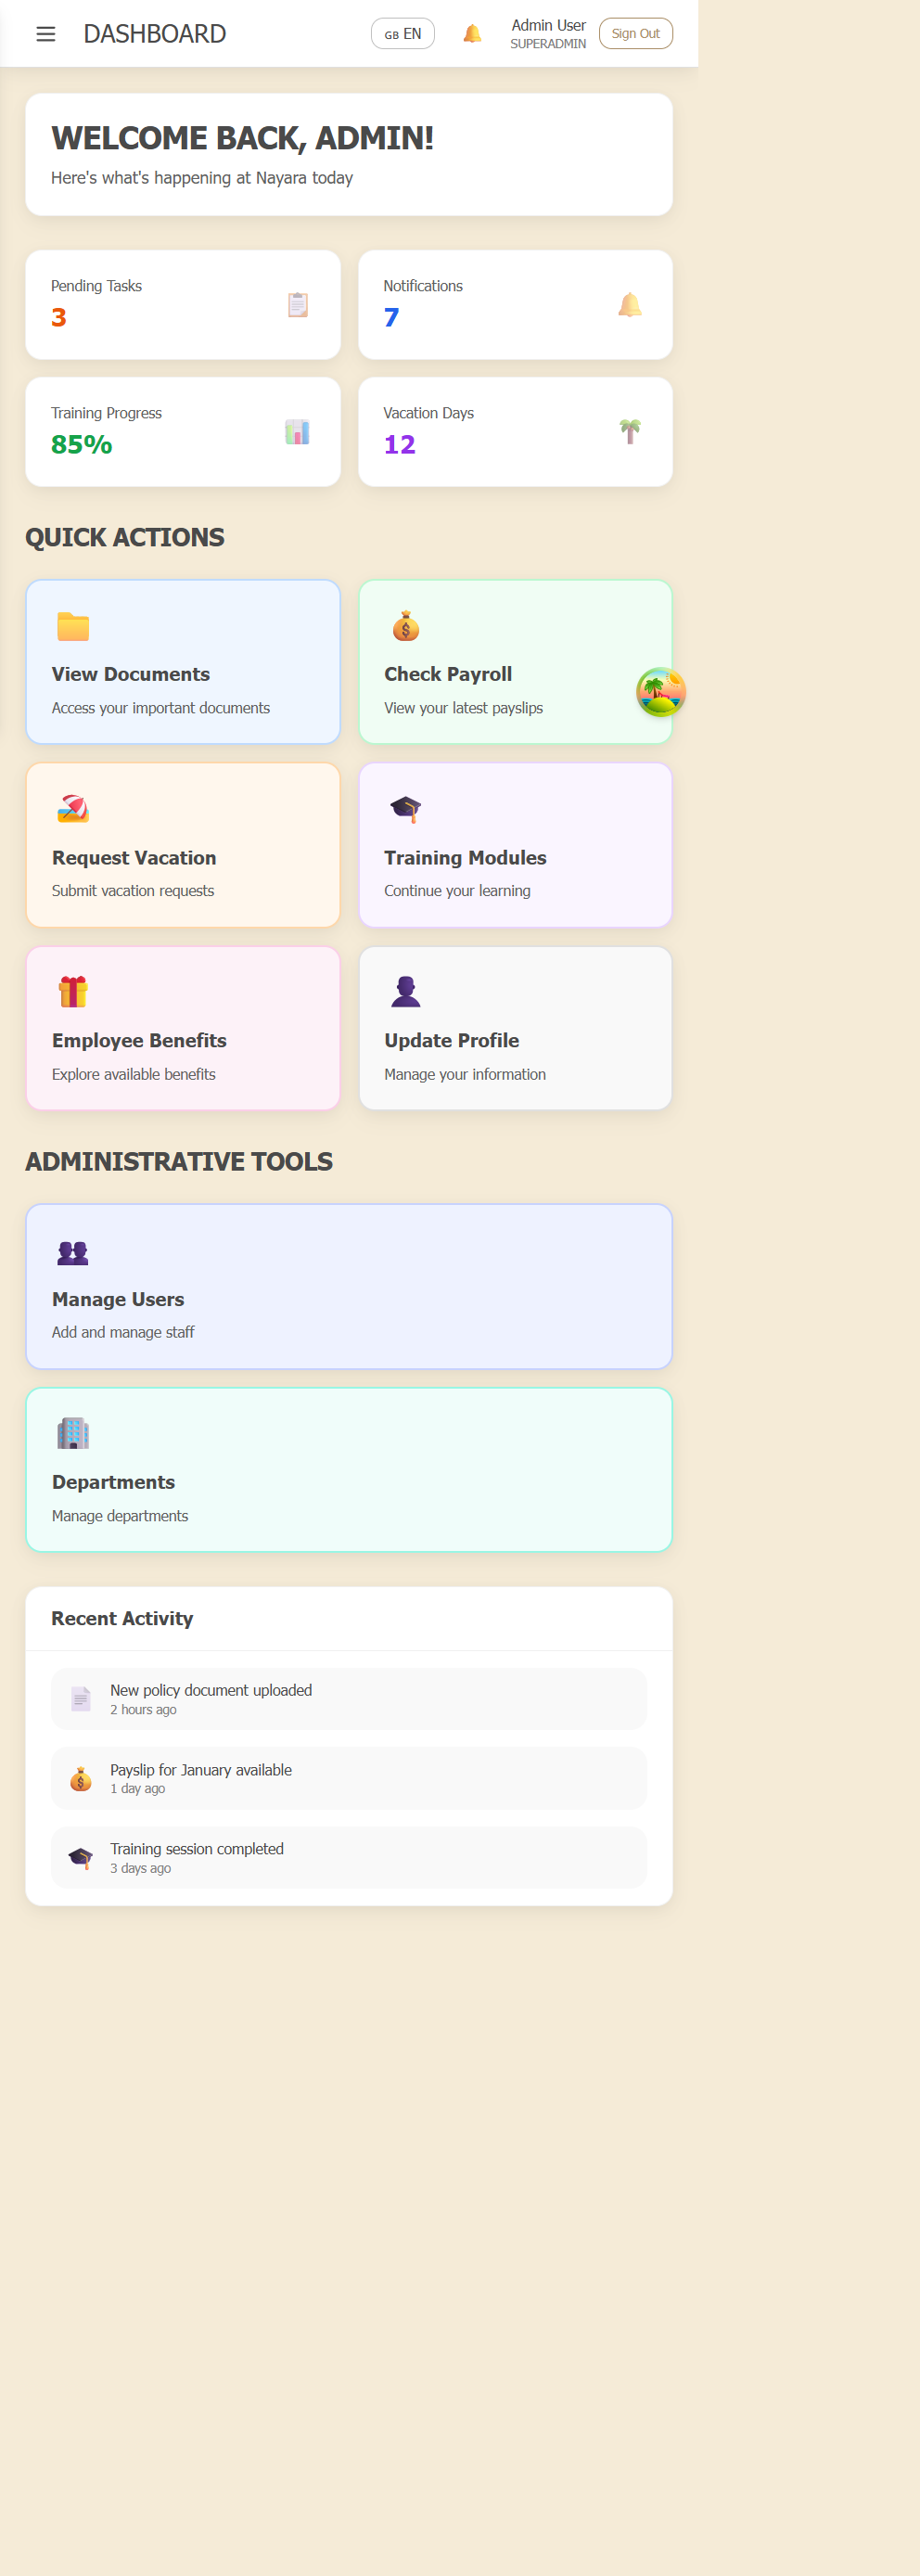 DASHBOARD
GB EN
Admin User
SUPERADMIN
Sign Out
WELCOME BACK, ADMIN!
Here's what's happening at Nayara today
Pending Tasks
3
Notifications
7
Training Progress
85%
Vacation Days
12
QUICK ACTIONS
View Documents
Access your important documents
Check Payroll
View your latest payslips
Request Vacation
Submit vacation requests
Training Modules
Continue your learning
Employee Benefits
Explore available benefits
Update Profile
Manage your information
ADMINISTRATIVE TOOLS
Manage Users
Add and manage staff
Departments
Manage departments
Recent Activity
New policy document uploaded
2 hours ago
Payslip for January available
1 day ago
Training session completed
3 days ago